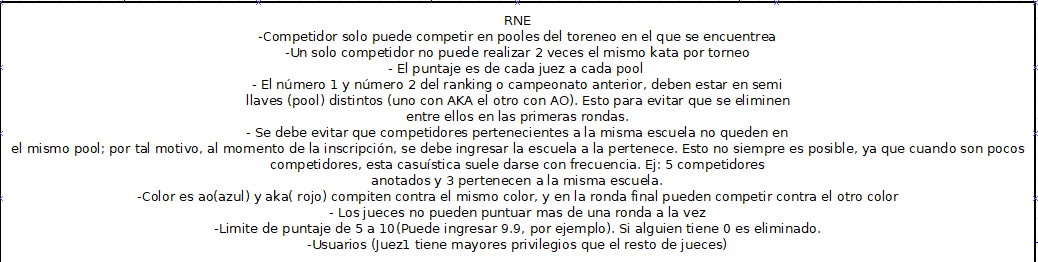 RNE
-Competidor solo puede competir en pooles del toreneo en el que se encuentrea
-Un solo competidor no puede realizar 2 veces el mismo kata por torneo
- El puntaje es de cada juez a cada pool
- El número 1 y número 2 del ranking o campeonato anterior, deben estar en semi
llaves (pool) distintos (uno con AKA el otro con AO). Esto para evitar que se eliminen
entre ellos en las primeras rondas.
- Se debe evitar que competidores pertenecientes a la misma escuela no queden en
el mismo pool; por tal motivo, al momento de la inscripción, se debe ingresar la escuela a la pertenece. Esto no siempre es posible, ya que cuando son pocos
competidores, esta casuística suele darse con frecuencia. Ej: 5 competidores
anotados y 3 pertenecen a la misma escuela.
-Color es ao(azul) y aka( rojo) compiten contra el mismo color, y en la ronda final pueden competir contra el otro color
- Los jueces no pueden puntuar mas de una ronda a la vez
-Limite de puntaje de 5 a 10(Puede ingresar 9.9, por ejemplo). Si alguien tiene 0 es eliminado.
-Usuarios (Juez1 tiene mayores privilegios que el resto de jueces)